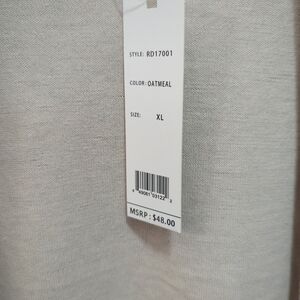 STYLE: RD17001
COLOR: OATMEAL
SIZE: XL
MSRP : $48.00